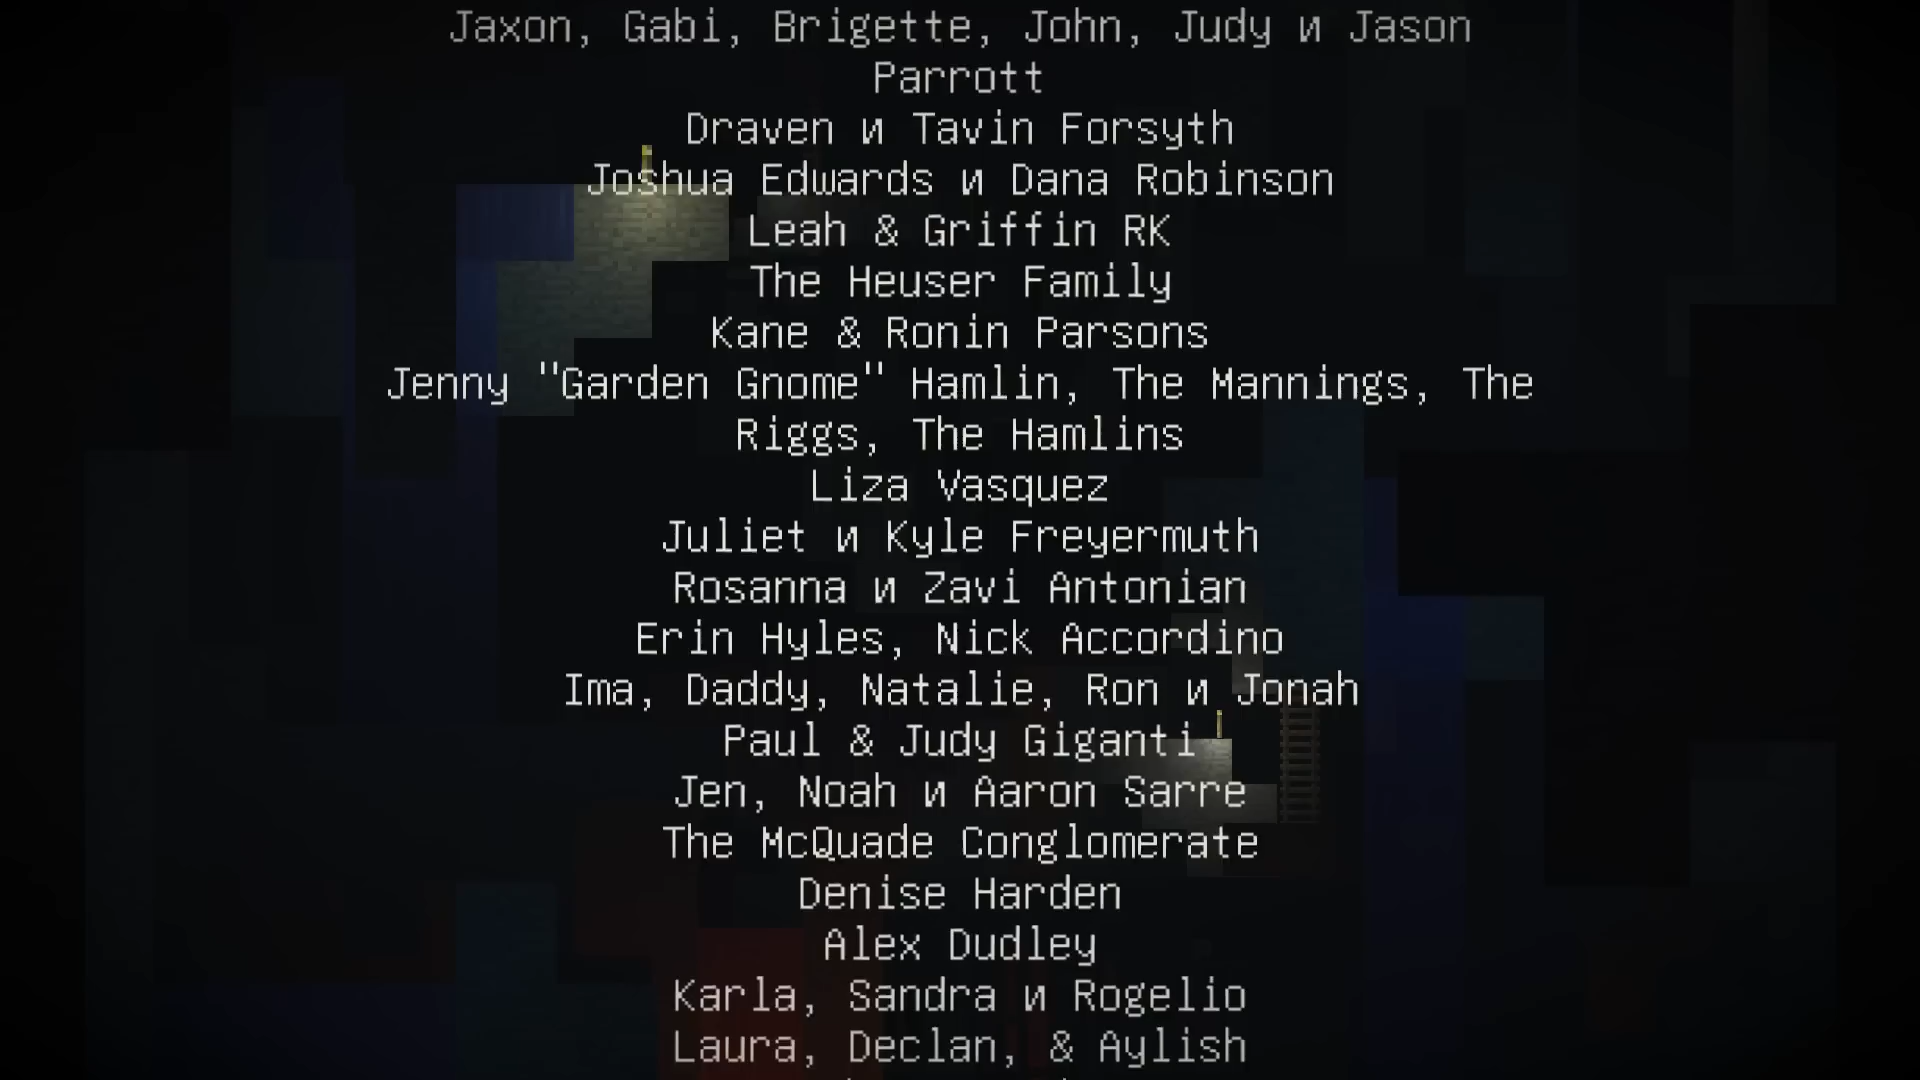 Jaxon, Gabi, Brigette, John, Judy и Jason
Parrott
Draven и Tavin Forsyth
Joshua Edwards и Dana Robinson
Leah & Griffin RK
The Heuser Family
Kane & Ronin Parsons
Jenny "Garden Gnome" Hamlin, The Mannings, The
Riggs, The Hamlins
Liza Vasquez
Juliet и Kyle Freyermuth
Rosanna и Zavi Antonian
Erin Hyles, Nick Accordino
Ima, Daddy, Natalie, Ron и Jonah
Paul & Judy Giganti
Jen, Noah и Aaron Sarre
The McQuade Conglomerate
Denise Harden
Alex Dudley
Karla, Sandra и Rogelio
Laura, Declan, & Aylish